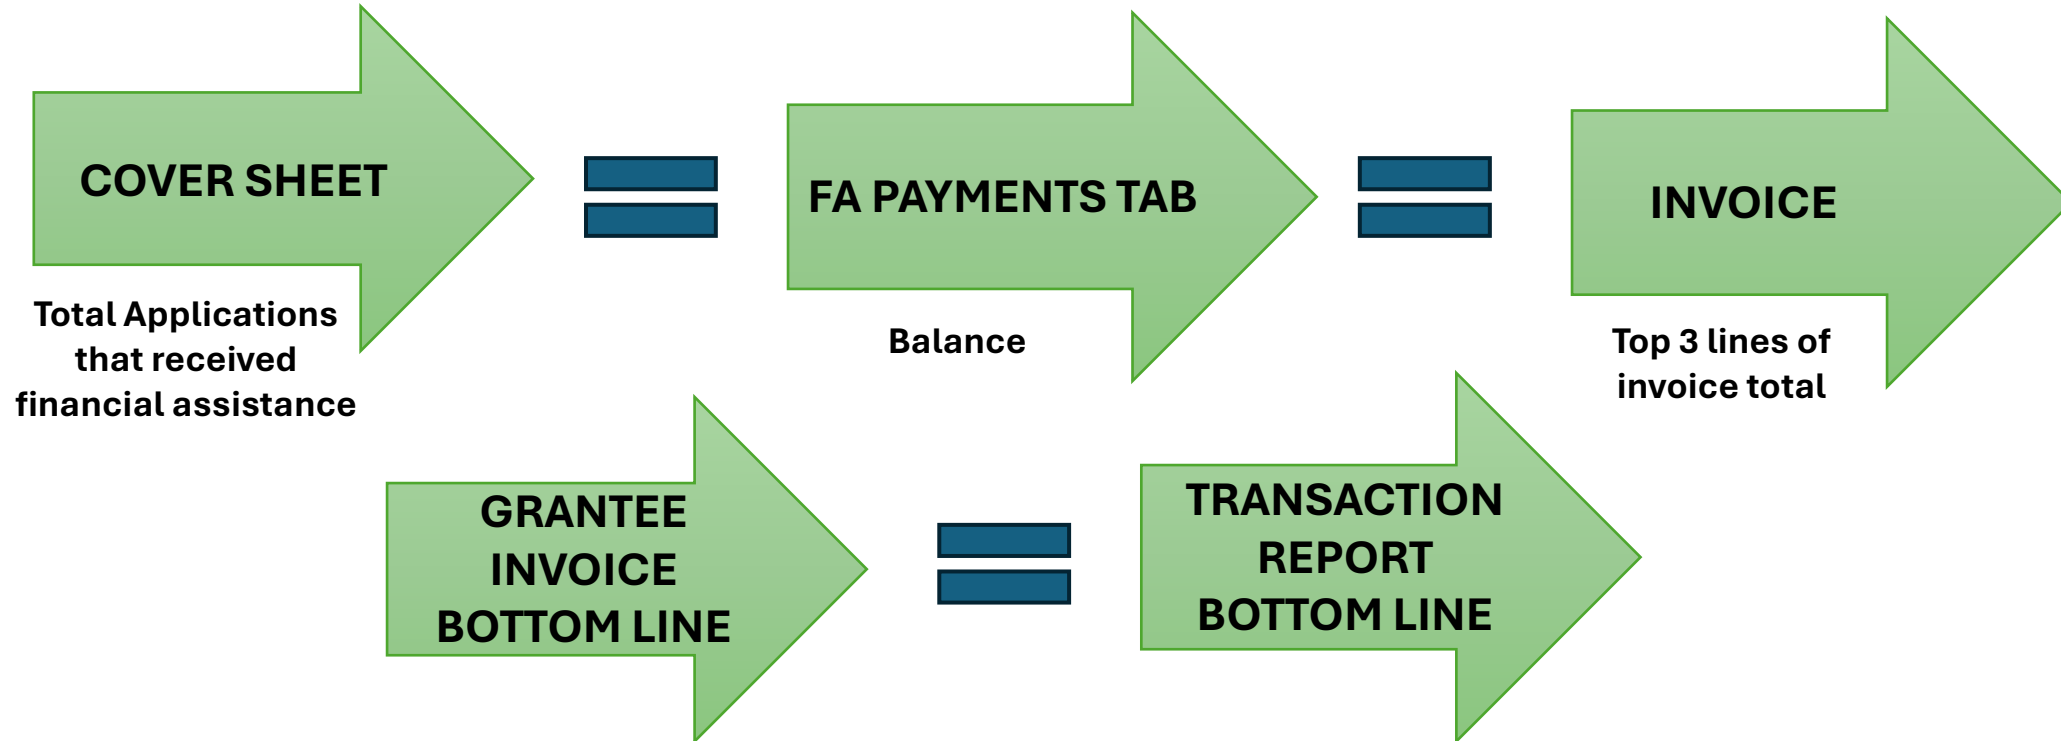 COVER SHEET
FA PAYMENTS TAB
INVOICE
Total Applications
that received
financial assistance
Balance
Top 3 lines of
invoice total
GRANTEE
INVOICE
BOTTOM LINE
TRANSACTION
REPORT
BOTTOM LINE